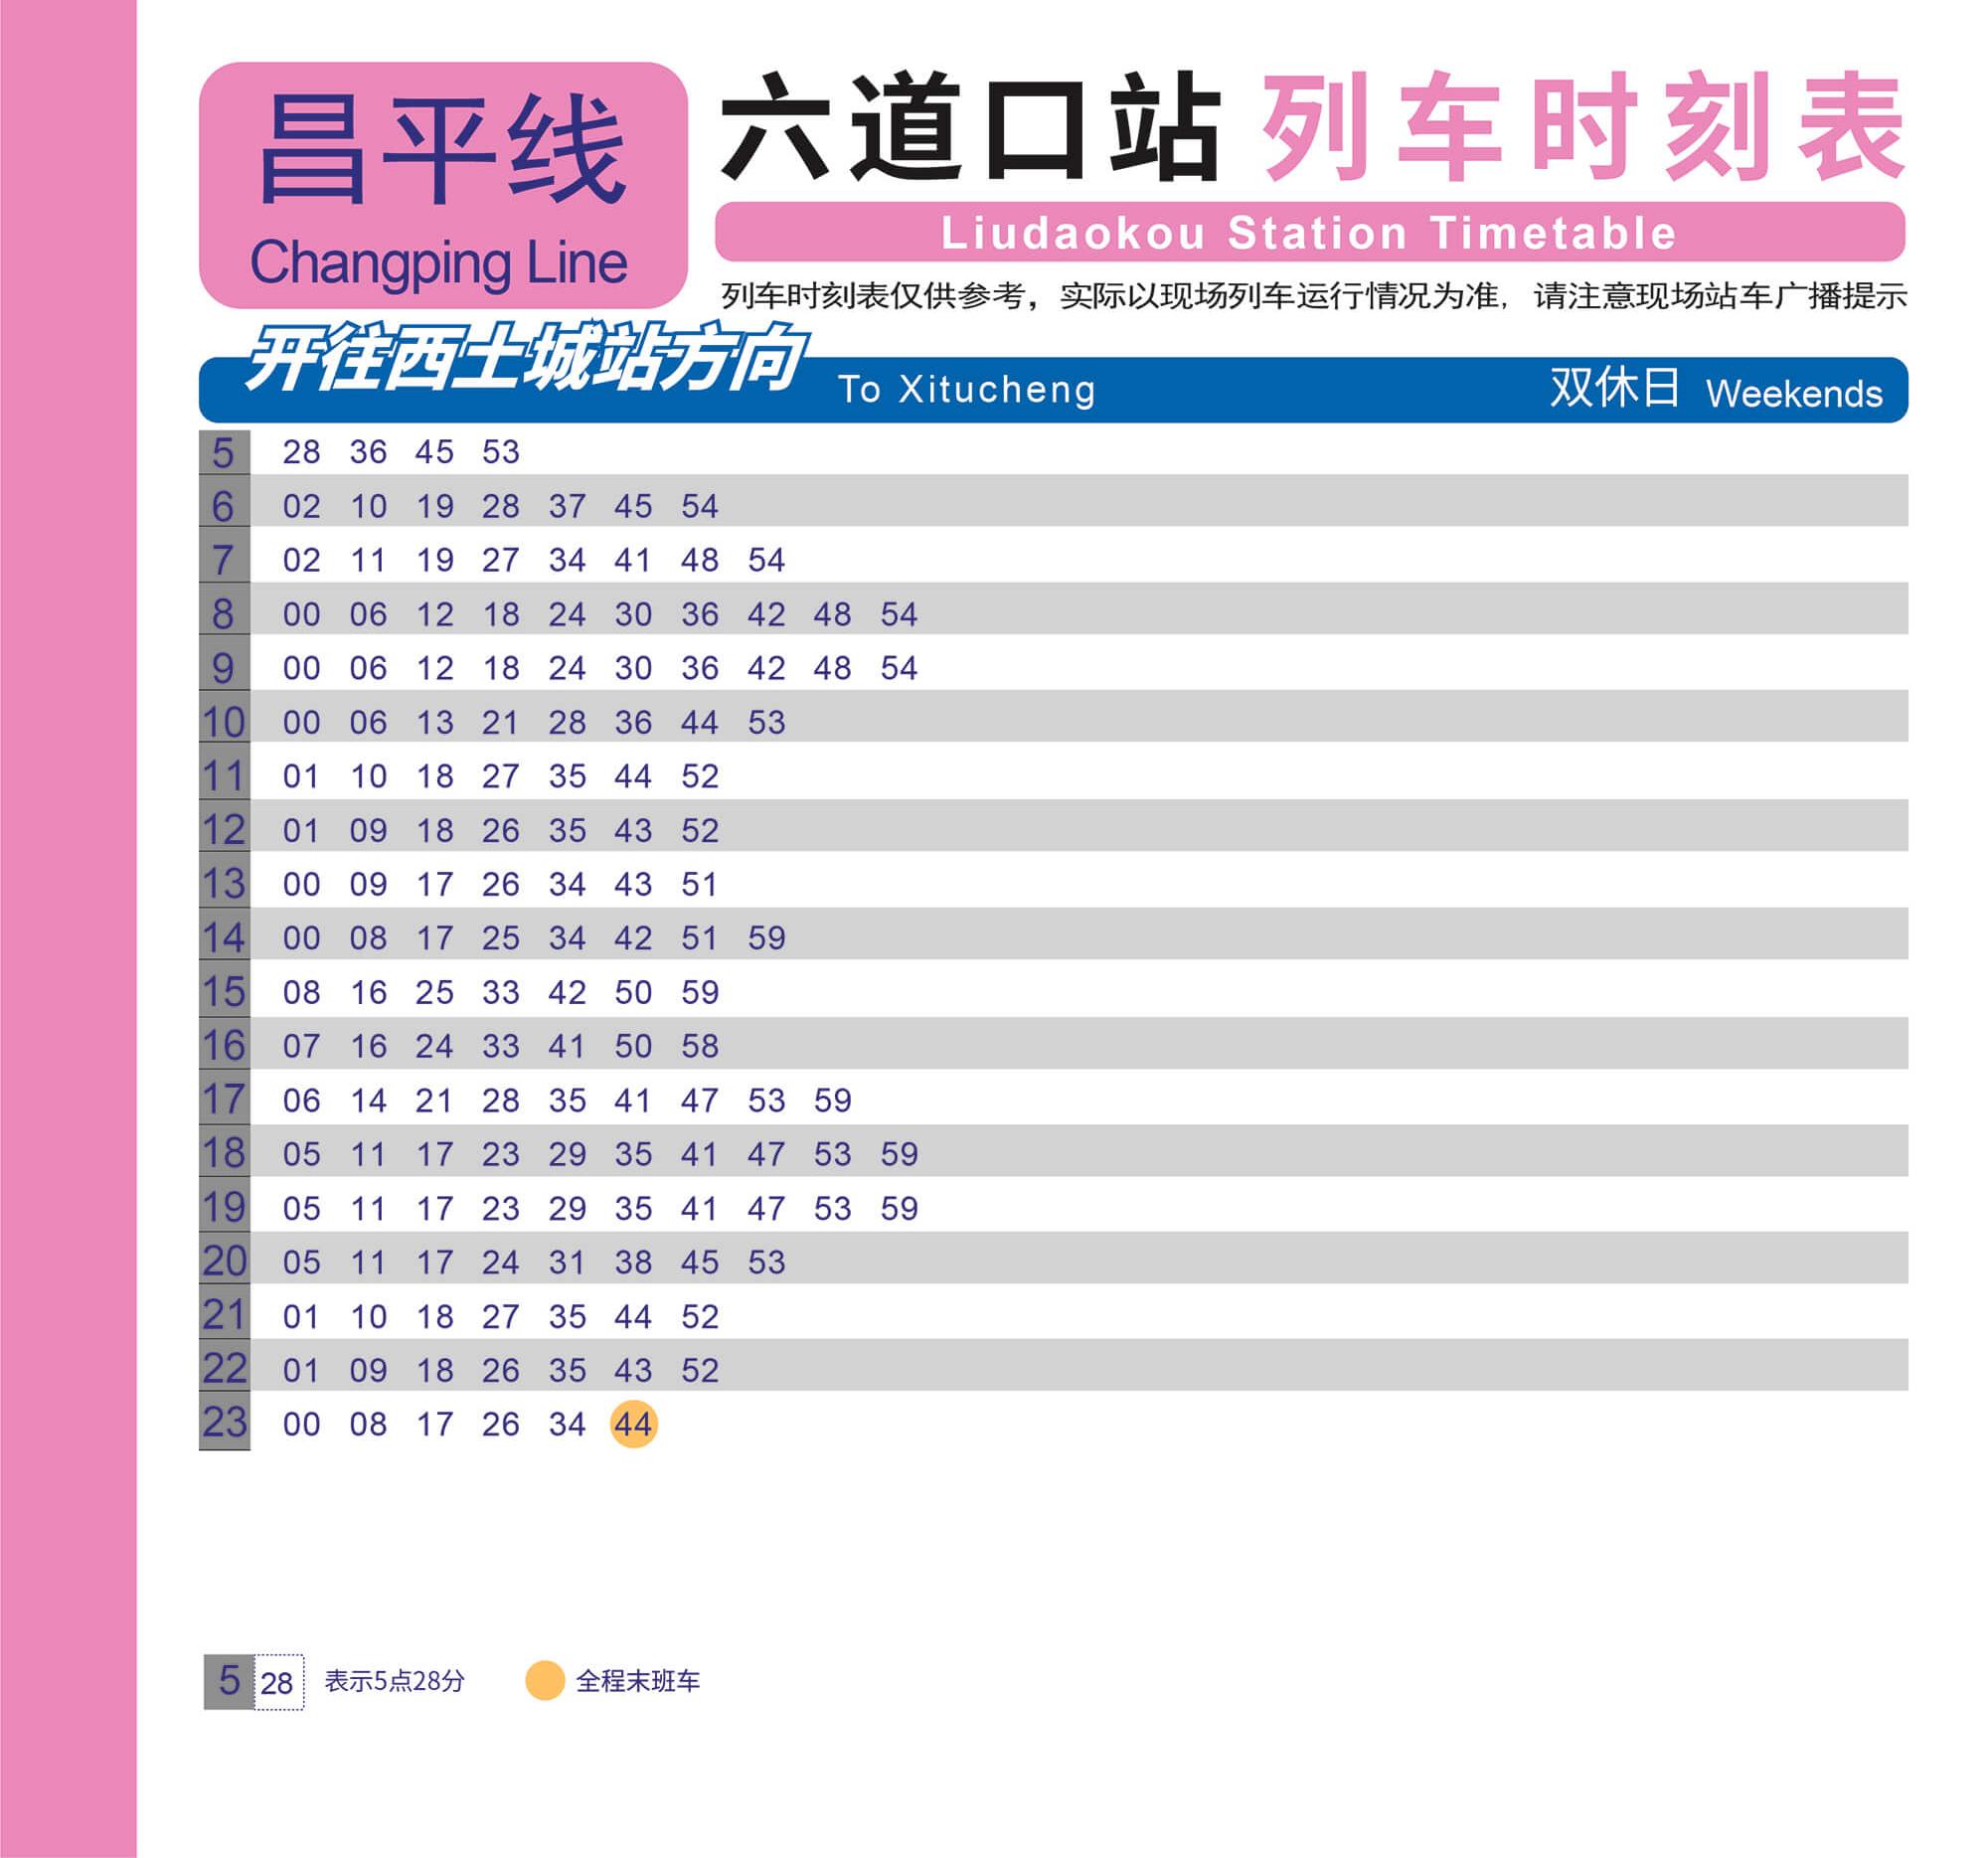 昌平线
Changping Line
六道口站 列车时刻表
Liudaokou Station Timetable
列车时刻表仅供参考，实际以现场列车运行情况为准，请注意现场站车广播提示
开往西土城站方向 To Xitucheng 双休日 Weekends
5 28 36 45 53
6 02 10 19 28 37 45 54
7 02 11 19 27 34 41 48 54
8 00 06 12 18 24 30 36 42 48 54
9 00 06 12 18 24 30 36 42 48 54
10 00 06 13 21 28 36 44 53
11 01 10 18 27 35 44 52
12 01 09 18 26 35 43 52
13 00 09 17 26 34 43 51
14 00 08 17 25 34 42 51 59
15 08 16 25 33 42 50 59
16 07 16 24 33 41 50 58
17 06 14 21 28 35 41 47 53 59
18 05 11 17 23 29 35 41 47 53 59
19 05 11 17 23 29 35 41 47 53 59
20 05 11 17 24 31 38 45 53
21 01 10 18 27 35 44 52
22 01 09 18 26 35 43 52
23 00 08 17 26 34 44
5 28 表示5点28分 全程末班车